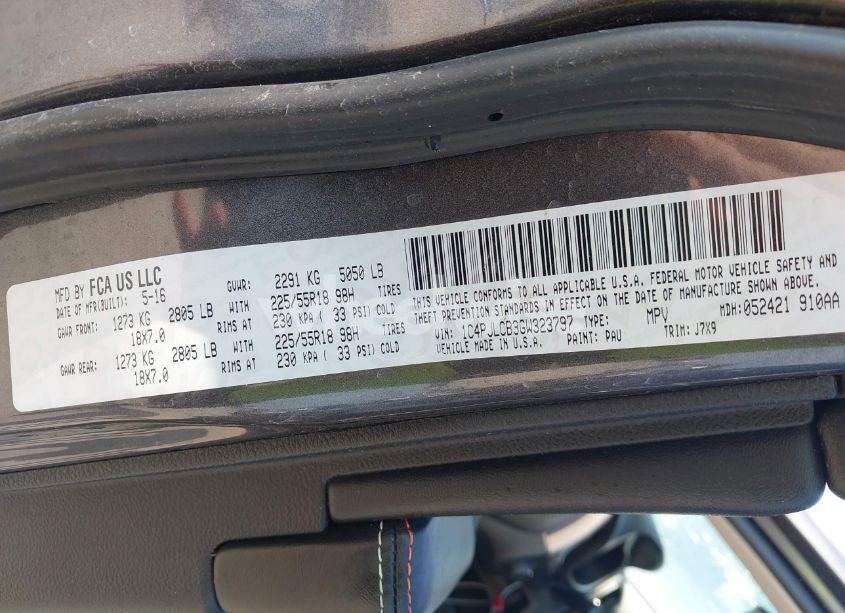 MFD BY FCA US LLC
DATE OF MFR(BUILT): 5-16 GVWR: 2291 KG 5050 LB
GAWR FRONT: 1273 KG 2805 LB WITH 225/55R18 98H TIRES
18X7.0 RIMS AT 230 KPA ( 33 PSI) COLD
GAWR REAR: 1273 KG 2805 LB WITH 225/55R18 98H TIRES
18X7.0 RIMS AT 230 KPA ( 33 PSI) COLD
THIS VEHICLE CONFORMS TO ALL APPLICABLE U.S.A. FEDERAL MOTOR VEHICLE SAFETY AND
THEFT PREVENTION STANDARDS IN EFFECT ON THE DATE OF MANUFACTURE SHOWN ABOVE.
VIN: 1C4PJLCB3GW323797 TYPE: MPV MDH: 052421 910AA
VEHICLE MADE IN U.S.A. PAINT: PAU TRIM: J7X9